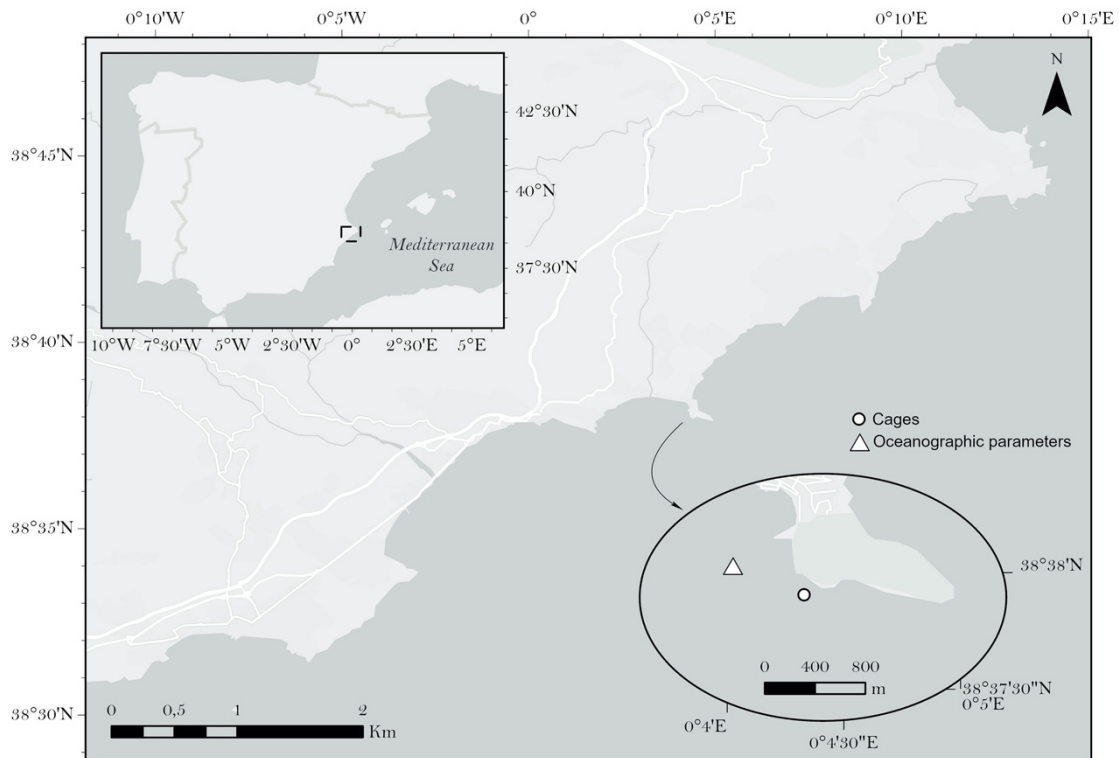 0°10'W 0°5'W 0° 0°5'E 0°10'E 0°15'E
N
42°30'N
38°45'N
40°N
Mediterranean
Sea
37°30'N
38°40'N
10°W 7°30'W 5°W 2°30'W 0° 2°30'E 5°E
Cages
Oceanographic parameters
38°35'N
38°38'N
0 400 800
m
38°37'30"N
0°5'E
0°4'E
0°4'30"E
38°30'N
0 0,5 1 2
Km